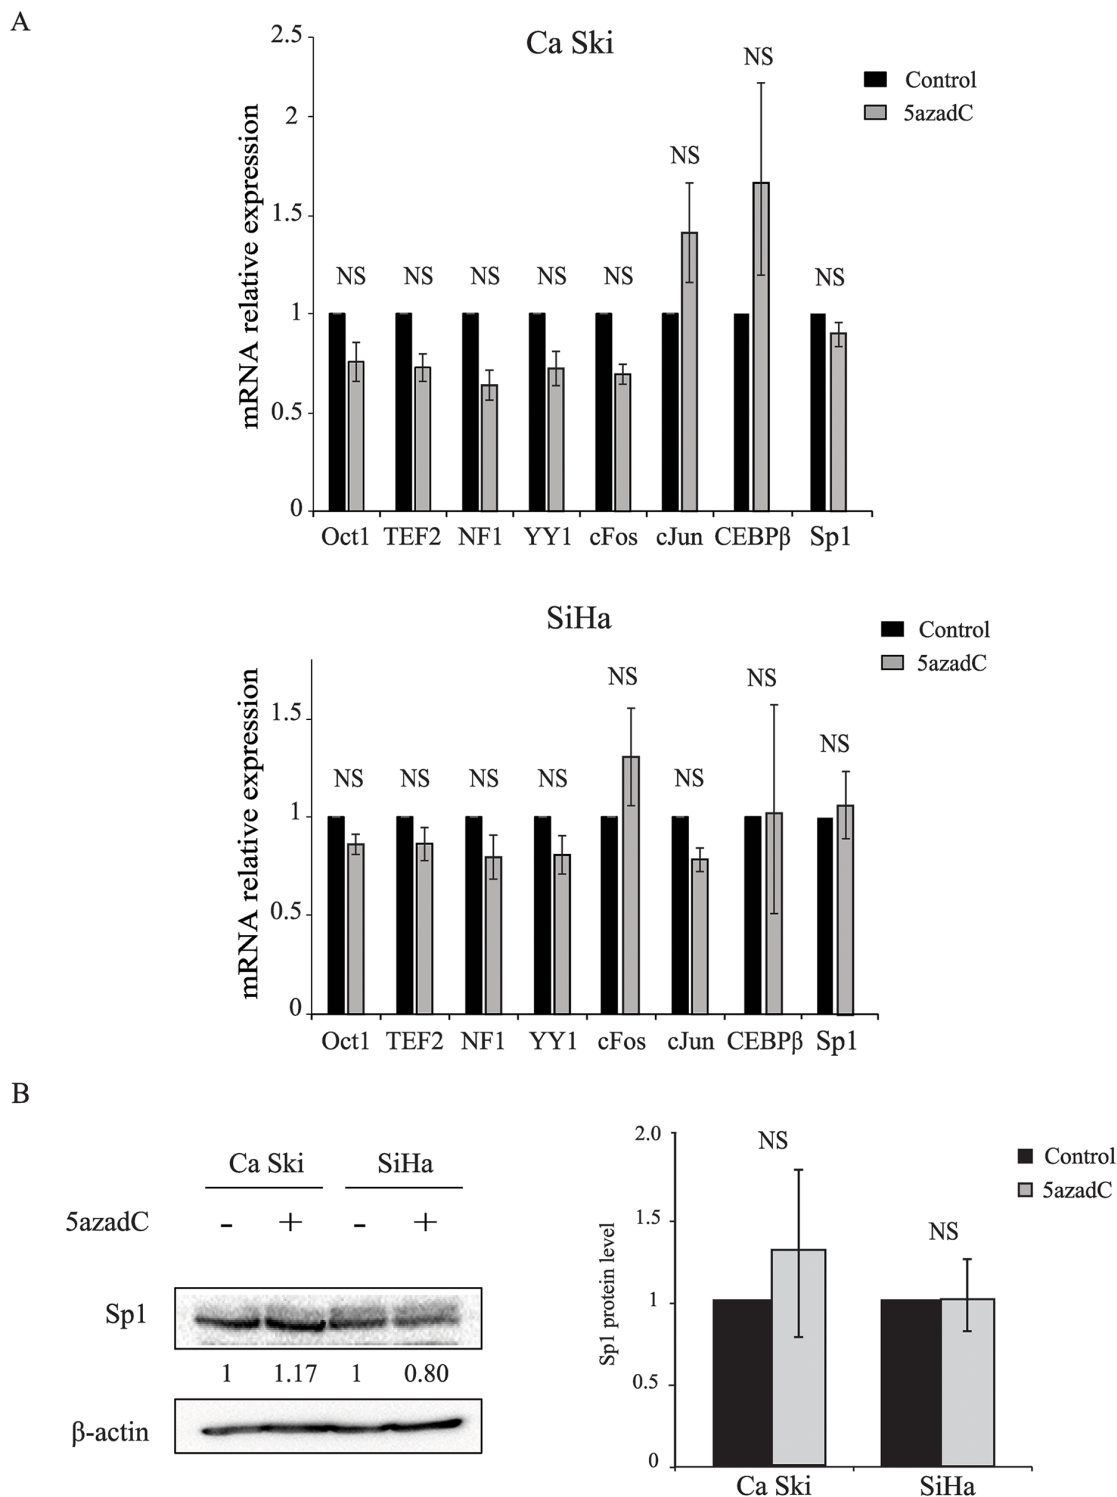 A
Ca Ski
Control
5azadC
mRNA relative expression
2.5
2
1.5
1
0.5
0
NS NS NS NS NS NS NS NS
Oct1 TEF2 NF1 YY1 cFos cJun CEBPβ Sp1
SiHa
Control
5azadC
mRNA relative expression
1.5
1
0.5
0
NS NS NS NS NS NS NS NS
Oct1 TEF2 NF1 YY1 cFos cJun CEBPβ Sp1
B
Ca Ski SiHa
5azadC - + - +
Sp1
1 1.17 1 0.80
β-actin
Sp1 protein level
2.0
1.5
1
0.5
0
NS NS
Control
5azadC
Ca Ski SiHa